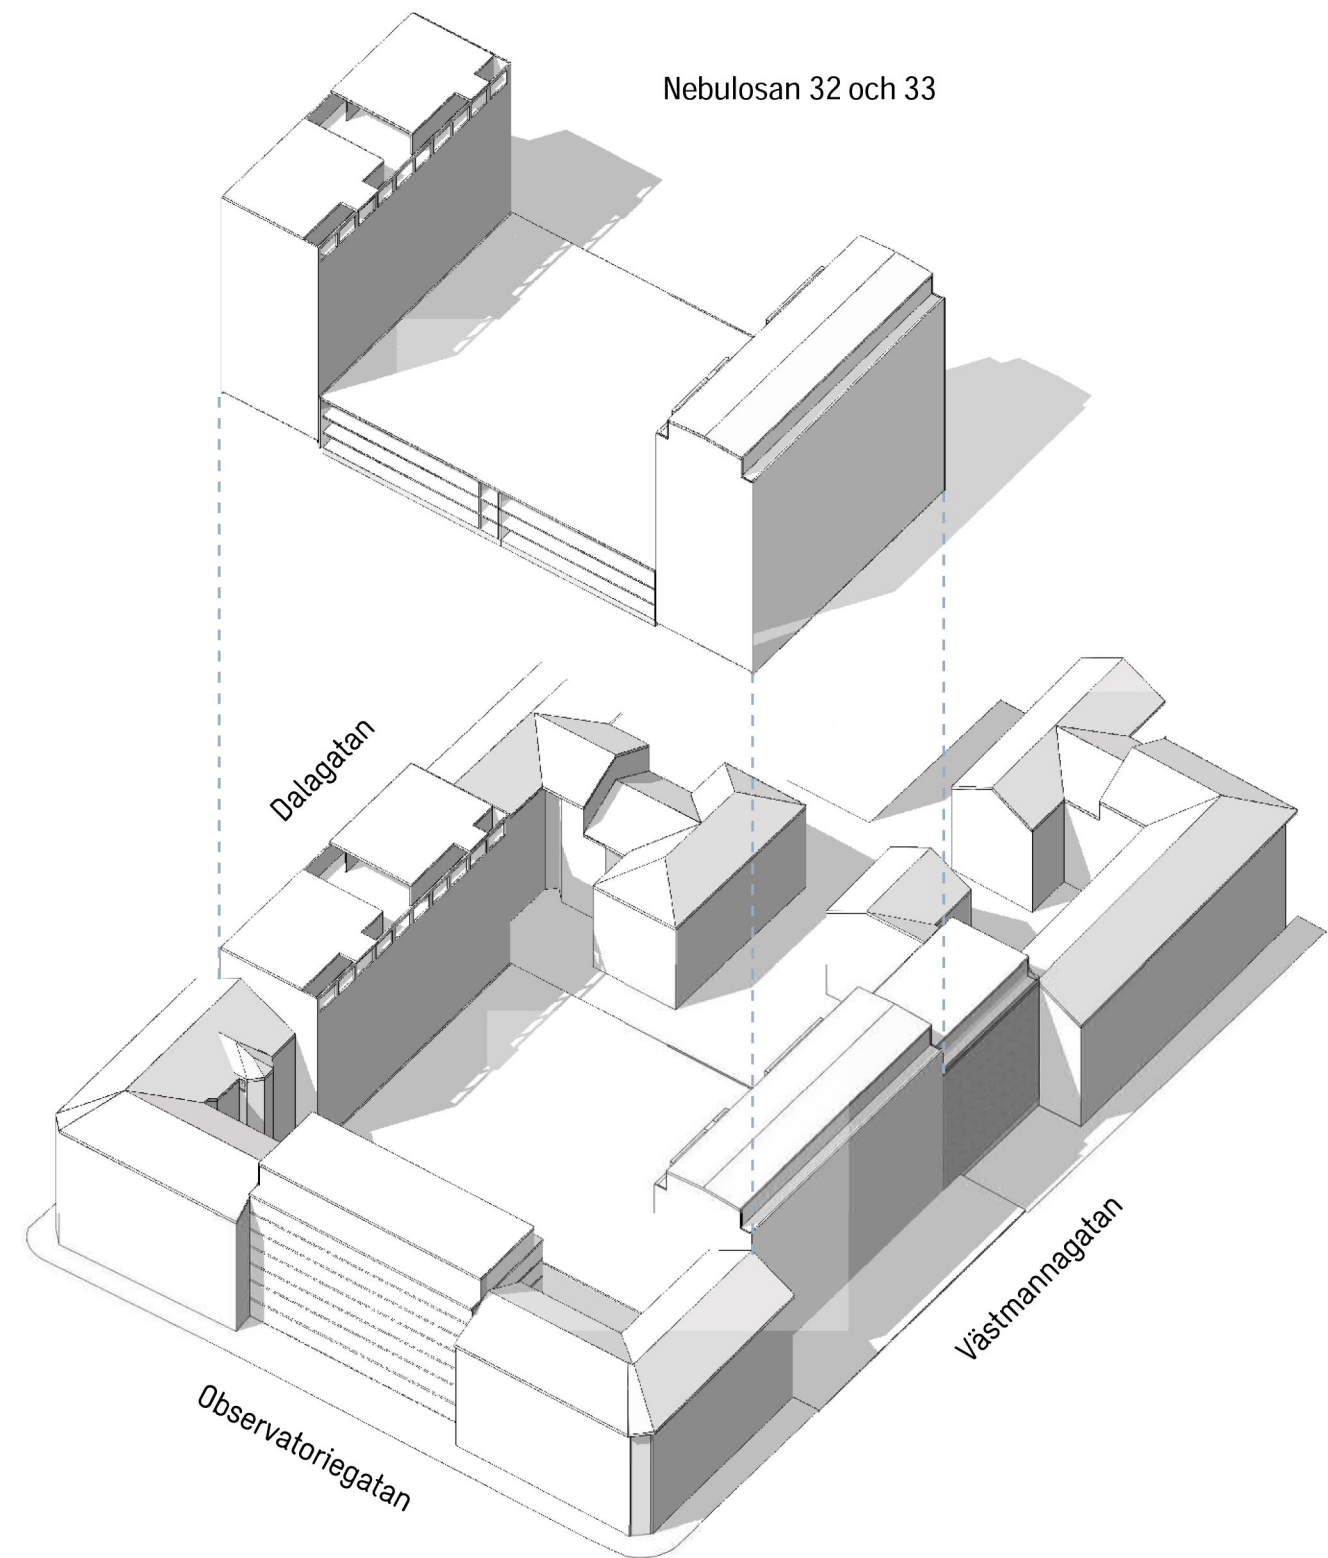 Nebulosan 32 och 33
Dalagatan
Västmannagatan
Observatoriegatan